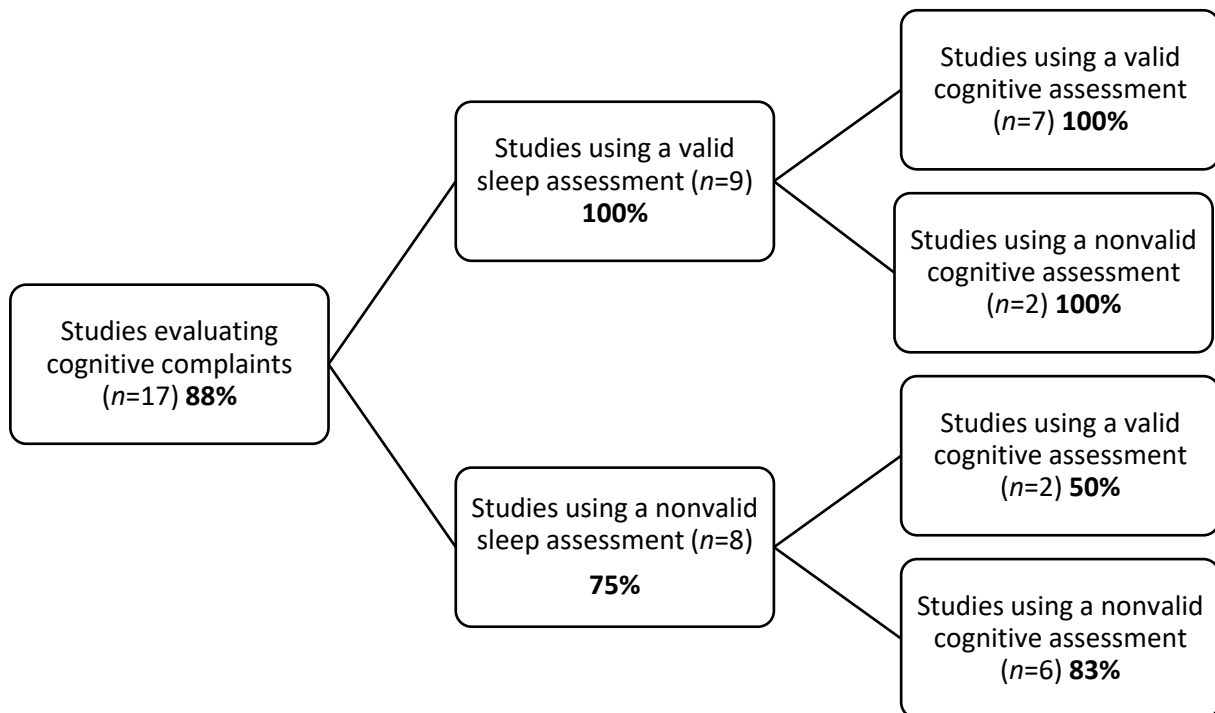 Studies evaluating
cognitive complaints
(n=17) 88%
Studies using a valid
sleep assessment (n=9)
100%
Studies using a nonvalid
sleep assessment (n=8)
75%
Studies using a valid
cognitive assessment
(n=7) 100%
Studies using a nonvalid
cognitive assessment
(n=2) 100%
Studies using a valid
cognitive assessment
(n=2) 50%
Studies using a nonvalid
cognitive assessment
(n=6) 83%